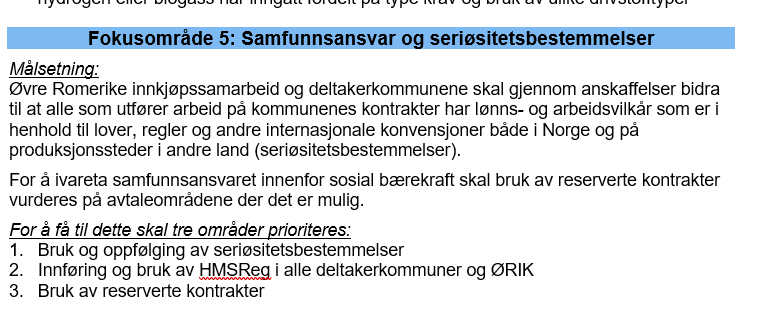 hydrogen eller biogass har inngått fordelt på type krav og bruk av ulike drivstofftyper
Fokusområde 5: Samfunnsansvar og seriøsitetsbestemmelser
Målsetning:
Øvre Romerike innkjøpssamarbeid og deltakerkommunene skal gjennom anskaffelser bidra
til at alle som utfører arbeid på kommunenes kontrakter har lønns- og arbeidsvilkår som er i
henhold til lover, regler og andre internasjonale konvensjoner både i Norge og på
produksjonssteder i andre land (seriøsitetsbestemmelser).
For å ivareta samfunnsansvaret innenfor sosial bærekraft skal bruk av reserverte kontrakter
vurderes på avtaleområdene der det er mulig.
For å få til dette skal tre områder prioriteres:
1. Bruk og oppfølging av seriøsitetsbestemmelser
2. Innføring og bruk av HMSReg i alle deltakerkommuner og ØRIK
3. Bruk av reserverte kontrakter